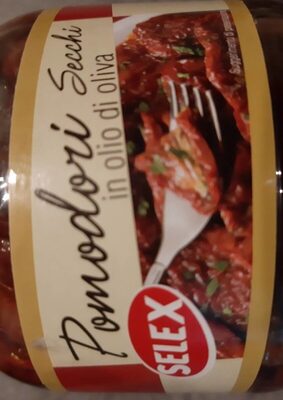 Pomodori Secchi
in olio di oliva
SELEX